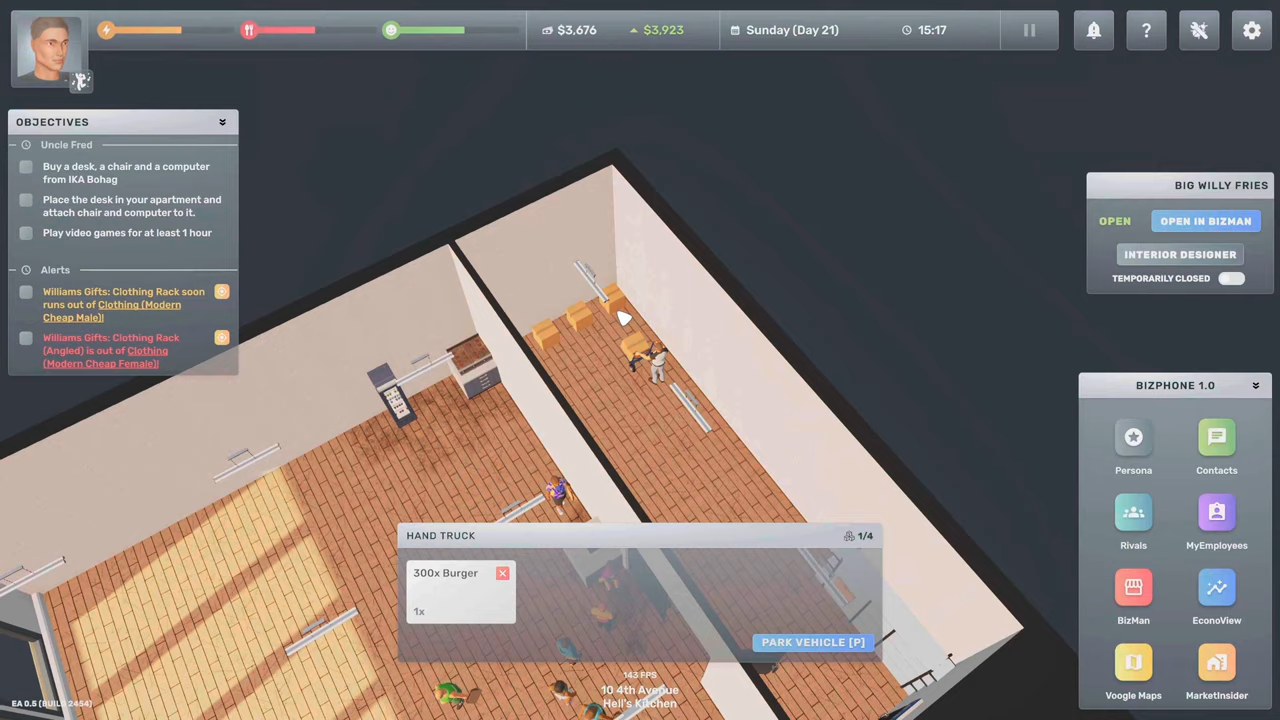 $3,676
$3,923
Sunday (Day 21)
15:17
?
OBJECTIVES
Uncle Fred
Buy a desk, a chair and a computer
from IKA Bohag
Place the desk in your apartment and
attach chair and computer to it.
Play video games for at least 1 hour
Alerts
Williams Gifts: Clothing Rack soon
runs out of Clothing (Modern
Cheap Male)!
Williams Gifts: Clothing Rack
(Angled) is out of Clothing
(Modern Cheap Female)!
BIG WILLY FRIES
OPEN
OPEN IN BIZMAN
INTERIOR DESIGNER
TEMPORARILY CLOSED
BIZPHONE 1.0
Persona
Contacts
Rivals
MyEmployees
BizMan
EconoView
Voogle Maps
MarketInsider
HAND TRUCK
1/4
300x Burger
1x
PARK VEHICLE [P]
143 FPS
10 4th Avenue
Hell's Kitchen
EA 0.5 (BUILD 2454)